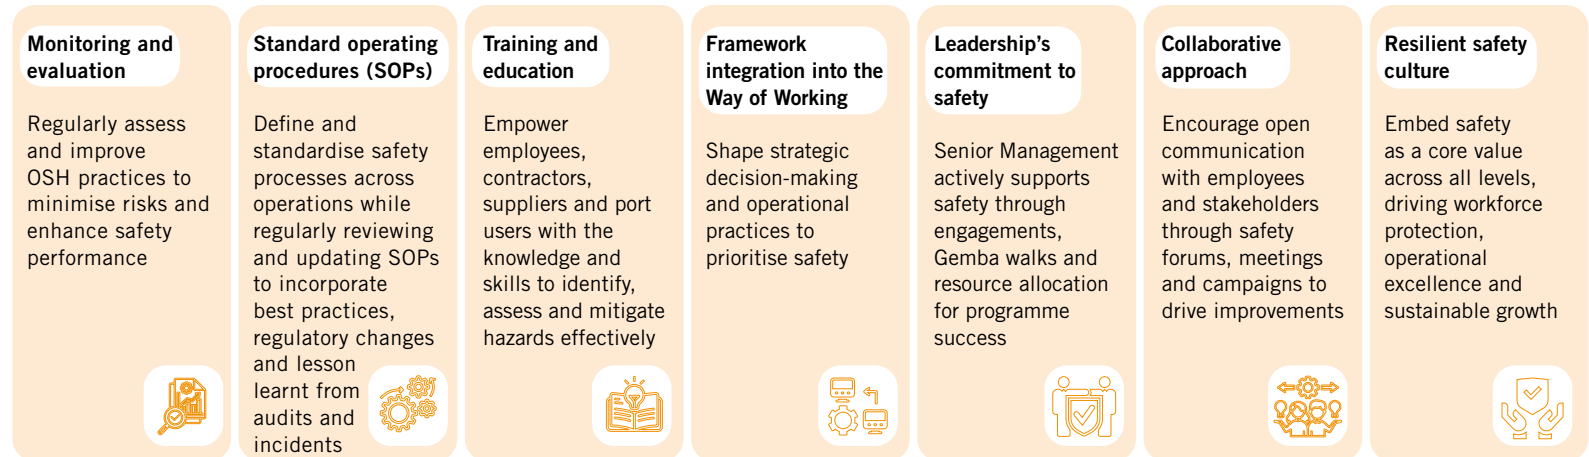 Monitoring and
evaluation
Regularly assess
and improve
OSH practices to
minimise risks and
enhance safety
performance
Standard operating
procedures (SOPs)
Define and
standardise safety
processes across
operations while
regularly reviewing
and updating SOPs
to incorporate
best practices,
regulatory changes
and lesson
learnt from
audits and
incidents
Training and
education
Empower
employees,
contractors,
suppliers and port
users with the
knowledge and
skills to identify,
assess and mitigate
hazards effectively
Framework
integration into the
Way of Working
Shape strategic
decision-making
and operational
practices to
prioritise safety
Leadership's
commitment to
safety
Senior Management
actively supports
safety through
engagements,
Gemba walks and
resource allocation
for programme
success
Collaborative
approach
Encourage open
communication
with employees
and stakeholders
through safety
forums, meetings
and campaigns to
drive improvements
Resilient safety
culture
Embed safety
as a core value
across all levels,
driving workforce
protection,
operational
excellence and
sustainable growth